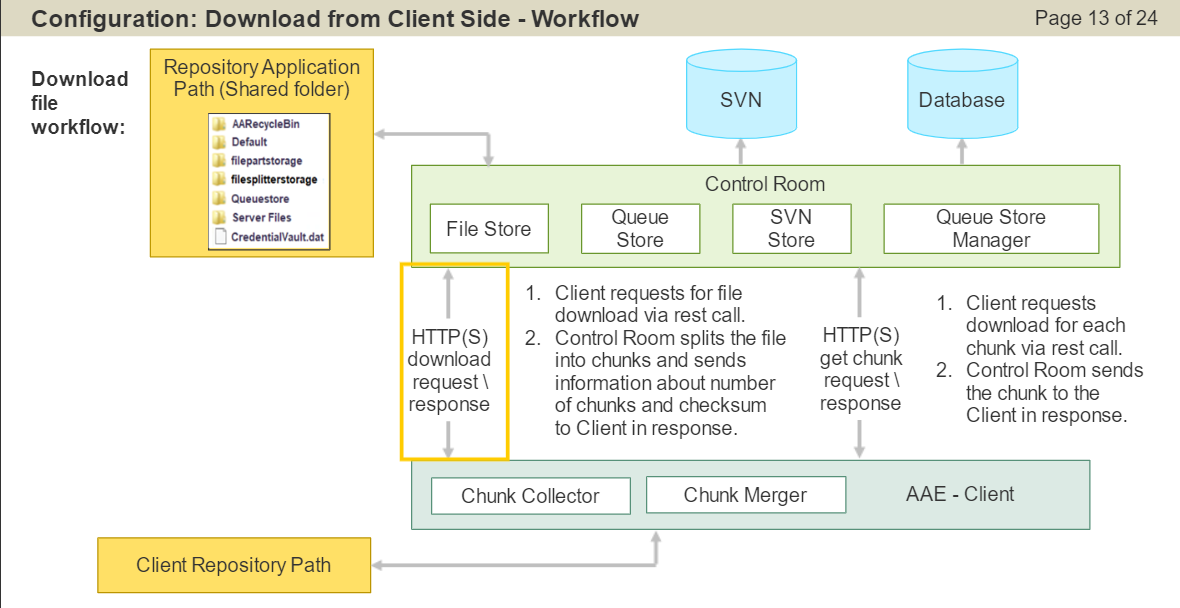 Configuration: Download from Client Side - Workflow
Page 13 of 24
Download
file
workflow:
Repository Application
Path (Shared folder)
AARecycleBin
Default
filepartstorage
filesplitterstorage
Queuestore
Server Files
CredentialVault.dat
SVN
Database
Control Room
File Store
Queue
Store
SVN
Store
Queue Store
Manager
HTTP(S)
download
request \
response
1. Client requests for file
download via rest call.
2. Control Room splits the file
into chunks and sends
information about number
of chunks and checksum
to Client in response.
HTTP(S)
get chunk
request \
response
1. Client requests
download for each
chunk via rest call.
2. Control Room sends
the chunk to the
Client in response.
Chunk Collector
Chunk Merger
AAE - Client
Client Repository Path